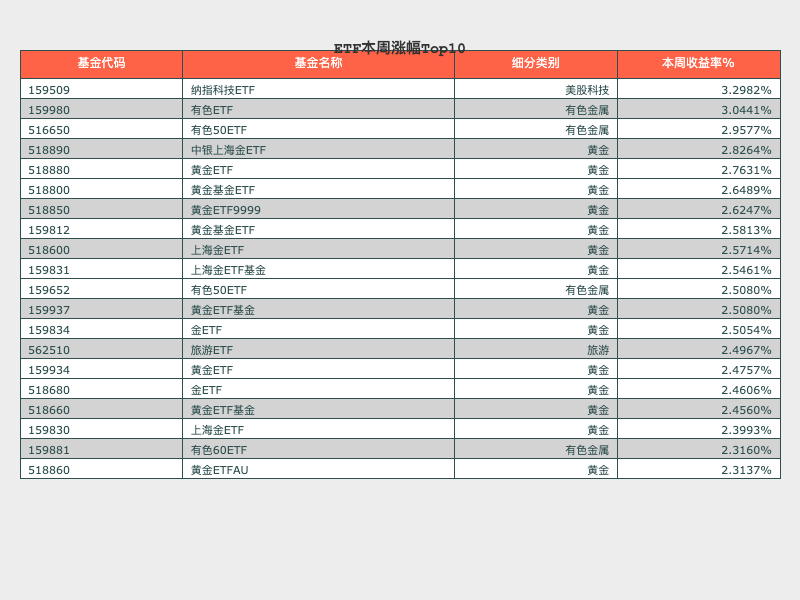 ETF本周涨幅Top10
基金代码 基金名称 细分类别 本周收益率%
159509 纳指科技ETF 美股科技 3.2982%
159980 有色ETF 有色金属 3.0441%
516650 有色50ETF 有色金属 2.9577%
518890 中银上海金ETF 黄金 2.8264%
518880 黄金ETF 黄金 2.7631%
518800 黄金基金ETF 黄金 2.6489%
518850 黄金ETF9999 黄金 2.6247%
159812 黄金基金ETF 黄金 2.5813%
518600 上海金ETF 黄金 2.5714%
159831 上海金ETF基金 黄金 2.5461%
159652 有色50ETF 有色金属 2.5080%
159937 黄金ETF基金 黄金 2.5080%
159834 金ETF 黄金 2.5054%
562510 旅游ETF 旅游 2.4967%
159934 黄金ETF 黄金 2.4757%
518680 金ETF 黄金 2.4606%
518660 黄金ETF基金 黄金 2.4560%
159830 上海金ETF 黄金 2.3993%
159881 有色60ETF 有色金属 2.3160%
518860 黄金ETFAU 黄金 2.3137%